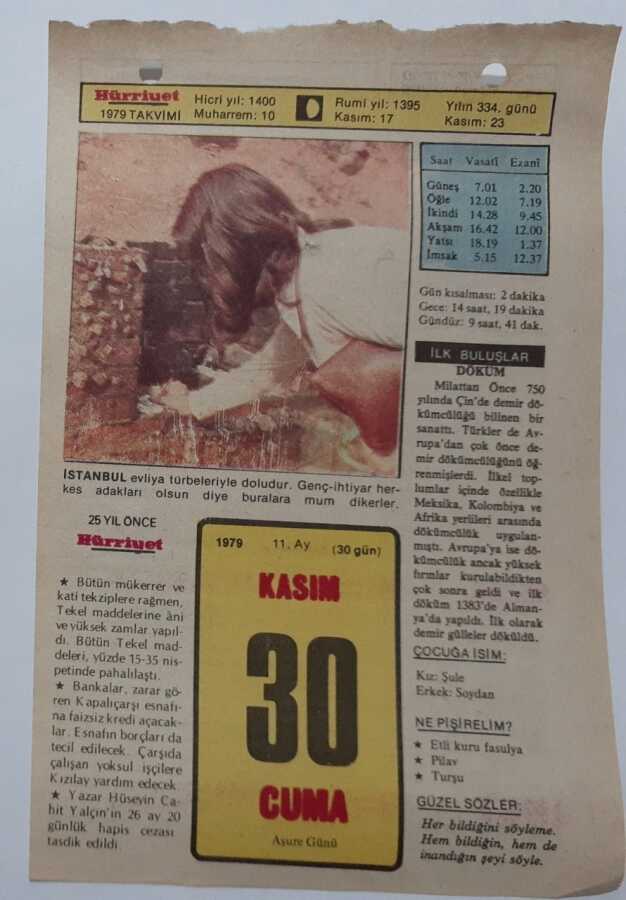 Hürriyet
1979 TAKVİMİ
Hicri yıl: 1400
Muharrem: 10
Rumi yıl: 1395
Kasım: 17
Yılın 334. günü
Kasım: 23
Saat Vasatî Ezanî
Güneş 7.01 2.20
Öğle 12.02 7.19
İkindi 14.28 9.45
Akşam 16.42 12.00
Yatsı 18.19 1.37
İmsak 5.15 12.37
Gün kısalması: 2 dakika
Gece: 14 saat, 19 dakika
Gündüz: 9 saat, 41 dak.
İLK BULUŞLAR
DÖKÜM
Milattan Önce 750
yılında Çin'de demir dö-
kümcülüğü bilinen bir
sanattı. Türkler de Av-
rupa'dan çok önce de-
mir dökümcülüğünü öğ-
renmişlerdi. İlkel top-
lumlar içinde özellikle
Meksika, Kolombiya ve
Afrika yerlileri arasında
dökümcülük uygulan-
mıştı. Avrupa'ya ise dö-
kümcülük ancak yüksek
fırınlar kurulabildikten
çok sonra geldi ve ilk
döküm 1383'de Alman-
ya'da yapıldı. İlk olarak
demir gülleler döküldü.
ÇOCUĞA İSİM:
Kız: Şule
Erkek: Soydan
NE PİŞİRELİM?
★ Etli kuru fasulya
★ Pilav
★ Turşu
GÜZEL SÖZLER:
Her bildiğini söyleme.
Hem bildiğin, hem de
inandığın şeyi söyle.
İSTANBUL evliya türbeleriyle doludur. Genç-ihtiyar her-
kes adakları olsun diye buralara mum dikerler.
25 YIL ÖNCE
Hürriyet
★ Bütün mükerrer ve
kati tekziplere rağmen,
Tekel maddelerine âni
ve yüksek zamlar yapıl-
dı. Bütün Tekel mad-
deleri, yüzde 15-35 nis-
petinde pahalılaştı.
★ Bankalar, zarar gö-
ren Kapalıçarşı esnafı-
na faizsiz kredi açacak-
lar. Esnafın borçları da
tecil edilecek. Çarşıda
çalışan yoksul işçilere
Kızılay yardım edecek.
★ Yazar Hüseyin Ca-
hit Yalçın'in 26 ay 20
günlük hapis cezası
tasdik edildi.
1979 11. Ay (30 gün)
KASIM
30
CUMA
Aşure Günü